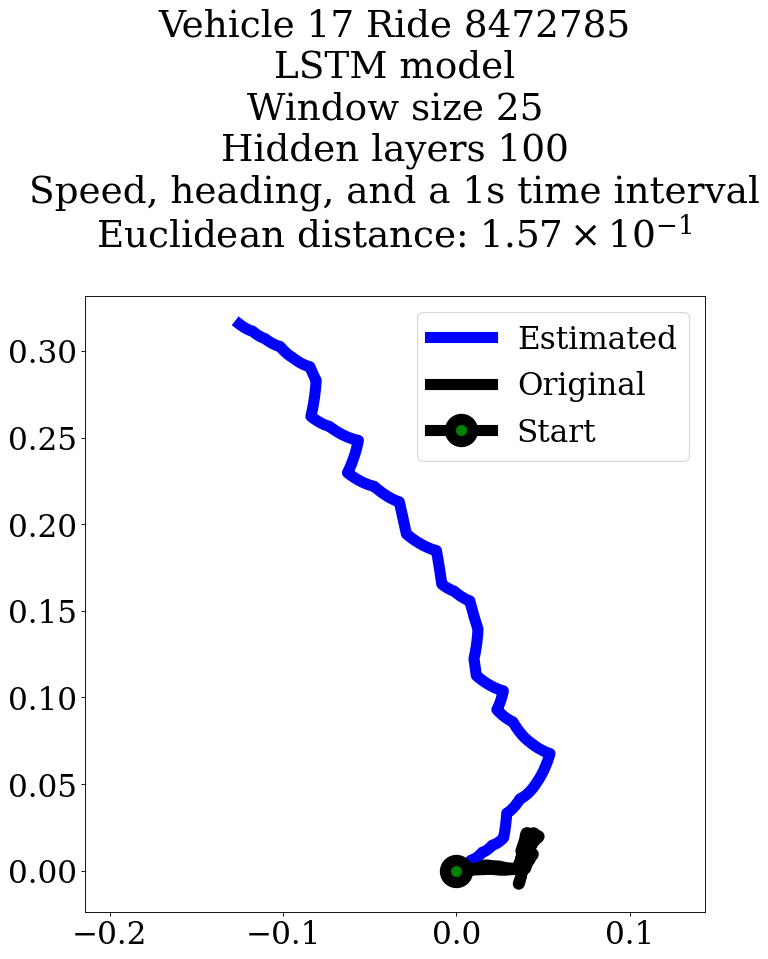 Vehicle 17 Ride 8472785
LSTM model
Window size 25
Hidden layers 100
Speed, heading, and a 1s time interval
Euclidean distance: 1.57 × 10⁻¹
Estimated
Original
Start
0.30
0.25
0.20
0.15
0.10
0.05
0.00
−0.2 −0.1 0.0 0.1